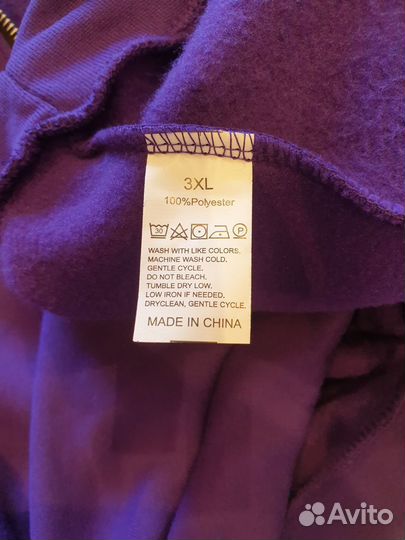 3XL
100%Polyester
30 P
WASH WITH LIKE COLORS.
MACHINE WASH COLD.
GENTLE CYCLE.
DO NOT BLEACH.
TUMBLE DRY LOW.
LOW IRON IF NEEDED.
DRYCLEAN, GENTLE CYCLE.
MADE IN CHINA
Avito